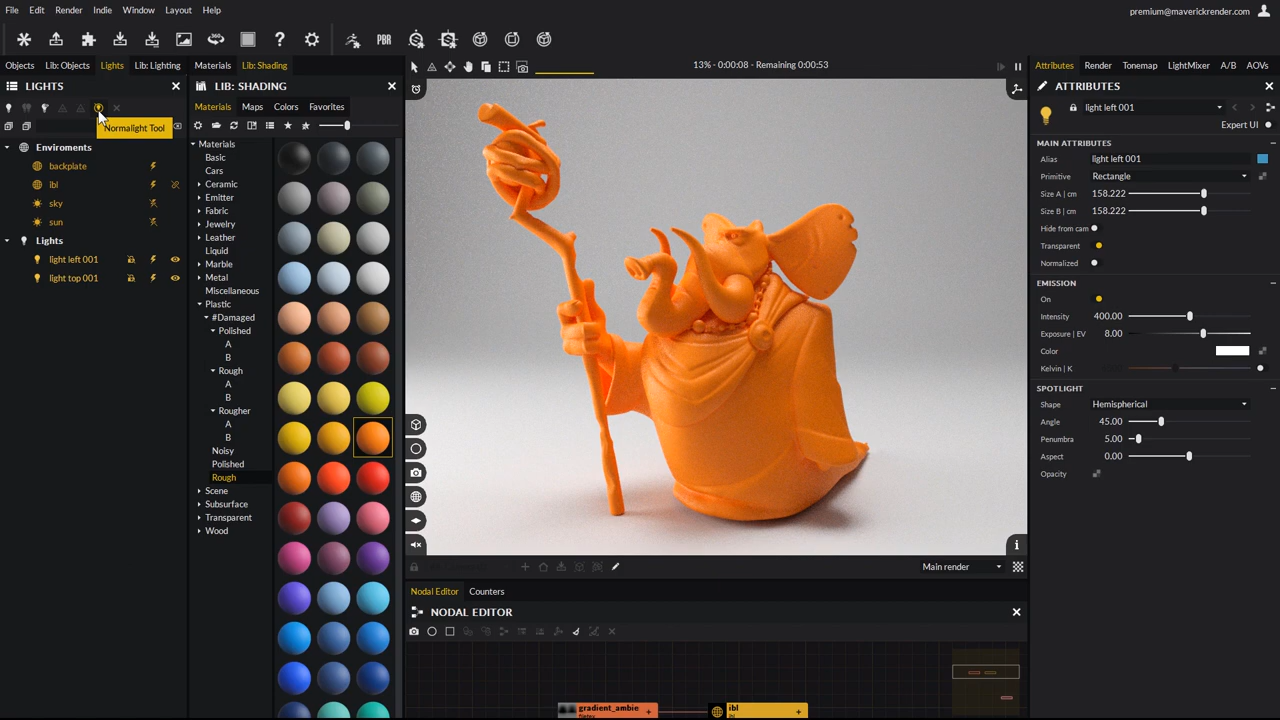 File Edit Render Indie Window Layout Help
premium@maverickrender.com
PBR
360°
Objects Lib: Objects Lights Lib: Lighting Materials Lib: Shading
13% - 0:00:08 - Remaining 0:00:53
Attributes Render Tonemap LightMixer A/B AOVs
LIGHTS
LIB: SHADING
ATTRIBUTES
Materials Maps Colors Favorites
light left 001
Normalight Tool
Expert UI
Enviroments
backplate
ibl
sky
sun
Lights
light left 001
light top 001
Materials
Basic
Cars
Ceramic
Emitter
Fabric
Jewelry
Leather
Liquid
Marble
Metal
Miscellaneous
Plastic
#Damaged
Polished
A
B
Rough
A
B
Rougher
A
B
Noisy
Polished
Rough
Scene
Subsurface
Transparent
Wood
MAIN ATTRIBUTES
Alias light left 001
Primitive Rectangle
Size A | cm 158.222
Size B | cm 158.222
Hide from cam
Transparent
Normalized
EMISSION
On
Intensity 400.00
Exposure | EV 8.00
Color
Kelvin | K
SPOTLIGHT
Shape Hemispherical
Angle 45.00
Penumbra 5.00
Aspect 0.00
Opacity
Main render
Nodal Editor Counters
NODAL EDITOR
gradient_ambie
ibl